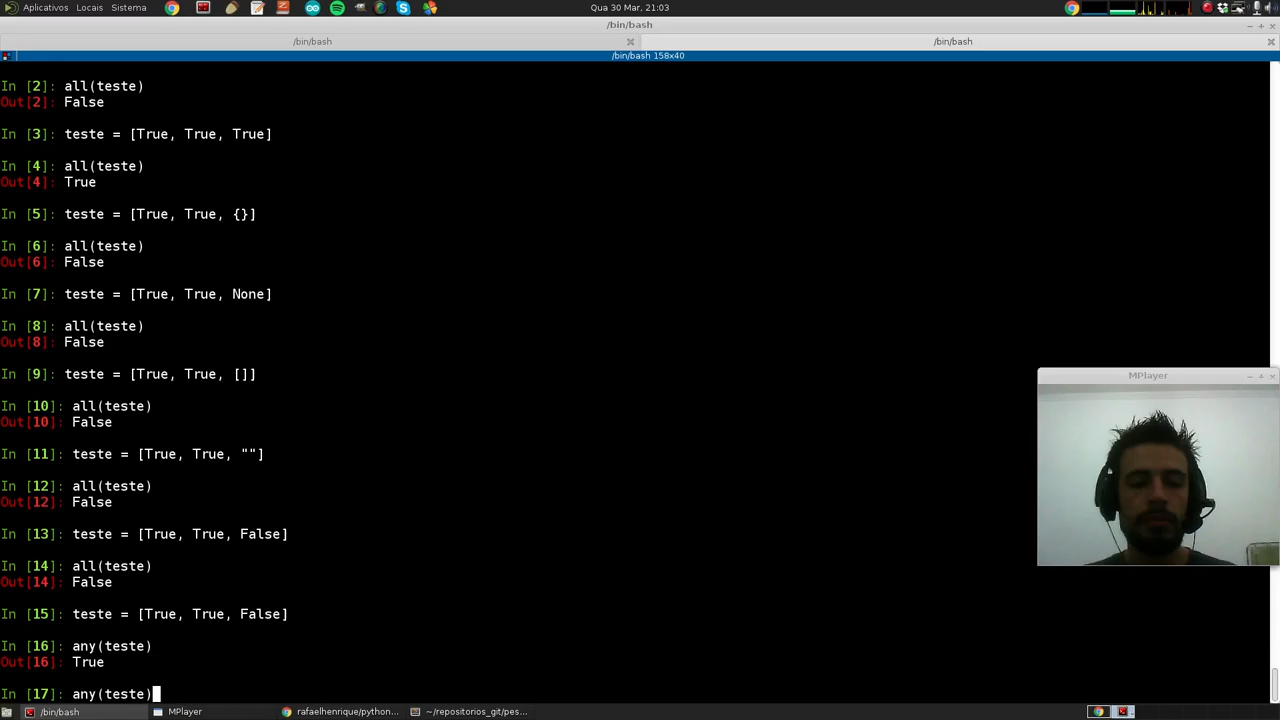 Aplicativos Locais Sistema
Qua 30 Mar, 21:03
/bin/bash
/bin/bash
/bin/bash
/bin/bash 158x40
In [2]: all(teste)
Out[2]: False
In [3]: teste = [True, True, True]
In [4]: all(teste)
Out[4]: True
In [5]: teste = [True, True, {}]
In [6]: all(teste)
Out[6]: False
In [7]: teste = [True, True, None]
In [8]: all(teste)
Out[8]: False
In [9]: teste = [True, True, []]
In [10]: all(teste)
Out[10]: False
In [11]: teste = [True, True, ""]
In [12]: all(teste)
Out[12]: False
In [13]: teste = [True, True, False]
In [14]: all(teste)
Out[14]: False
In [15]: teste = [True, True, False]
In [16]: any(teste)
Out[16]: True
In [17]: any(teste)
MPlayer
/bin/bash
MPlayer
rafaelhenrique/python...
~/repositorios_git/pes...